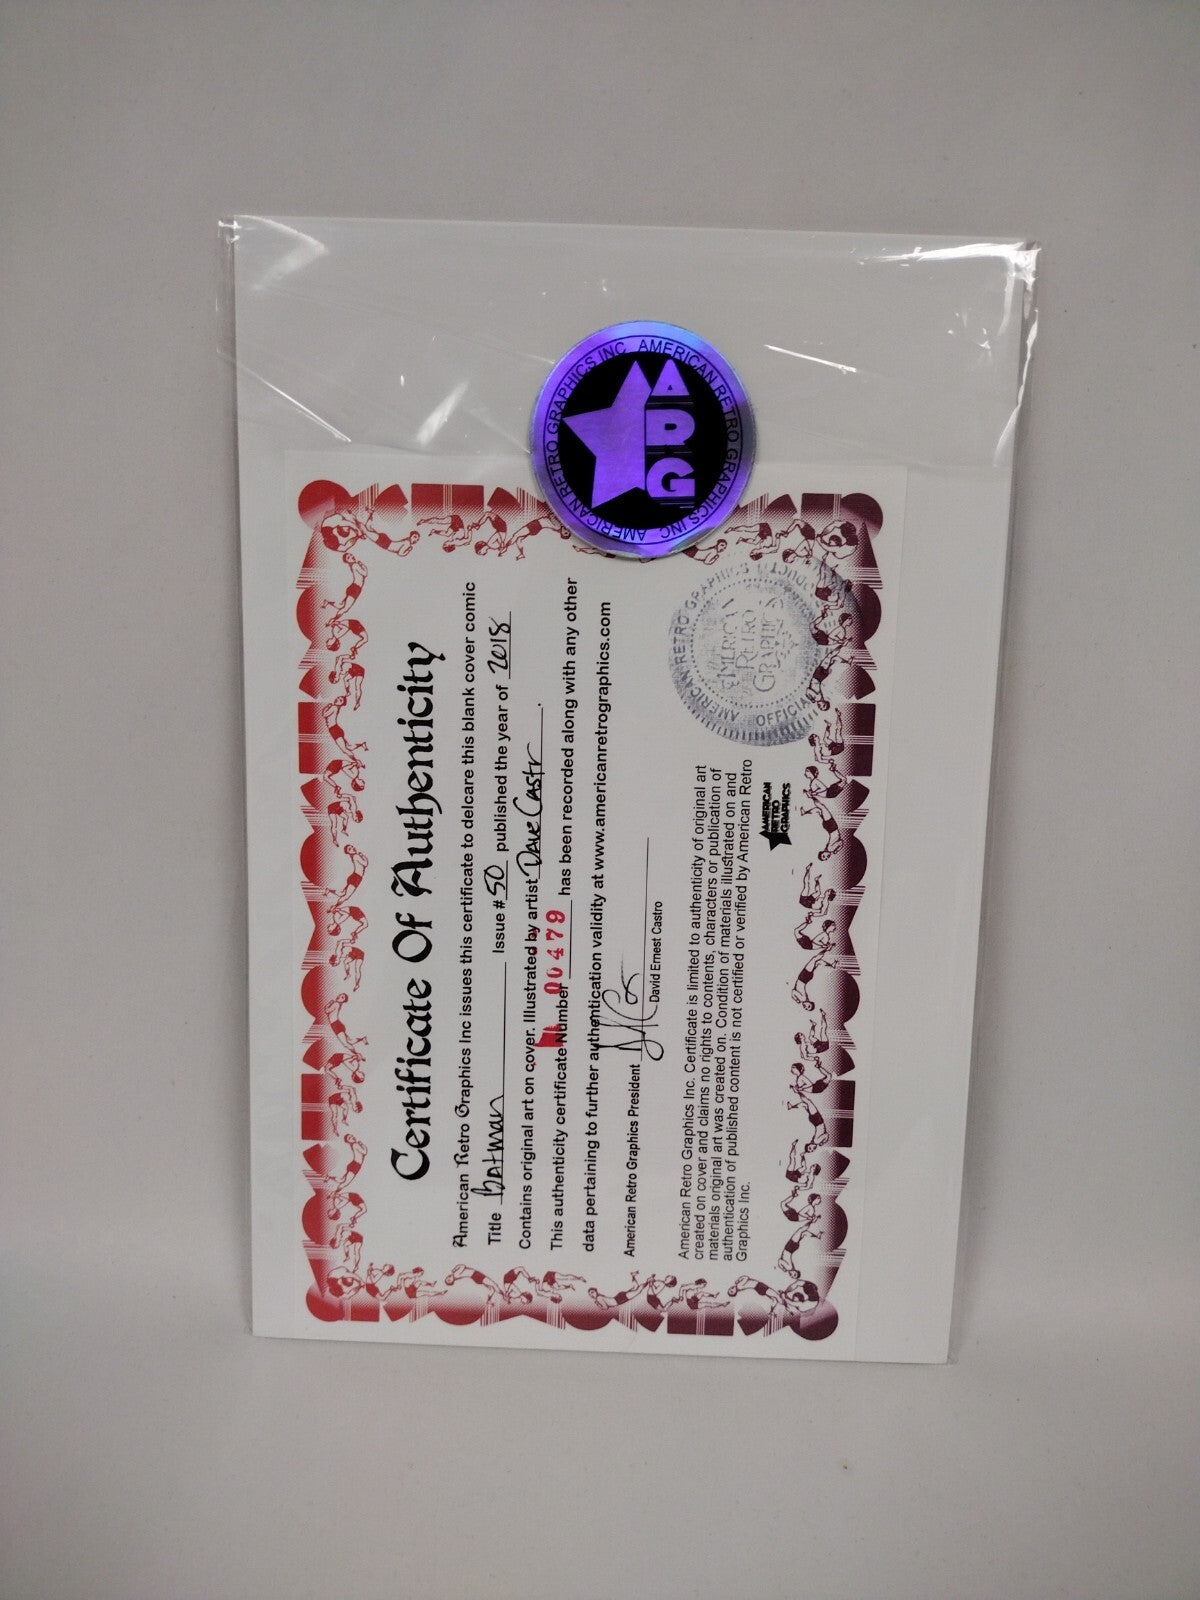 AMERICAN RETRO GRAPHICS INC
AMERICAN RETRO GRAPHICS INC
ARG
Certificate Of Authenticity
American Retro Graphics Inc issues this certificate to delcare this blank cover comic
Title Batman Issue # 50 published the year of 2018
Contains original art on cover. Illustrated by artist Dave Castr.
This authenticity certificate Number 00479 has been recorded along with any other
data pertaining to further authentication validity at www.americanretrographics.com
American Retro Graphics President
David Ernest Castro
American Retro Graphics Inc. Certificate is limited to authenticity of original art
created on cover and claims no rights to contents, characters or publication of
materials original art was created on. Condition of materials illustrated on and
authentication of published content is not certified or verified by American Retro
Graphics Inc.
AMERICAN
RETRO
GRAPHICS
AMERICAN RETRO GRAPHICS
OFFICIAL
AMERICAN
RETRO
GRAPHICS